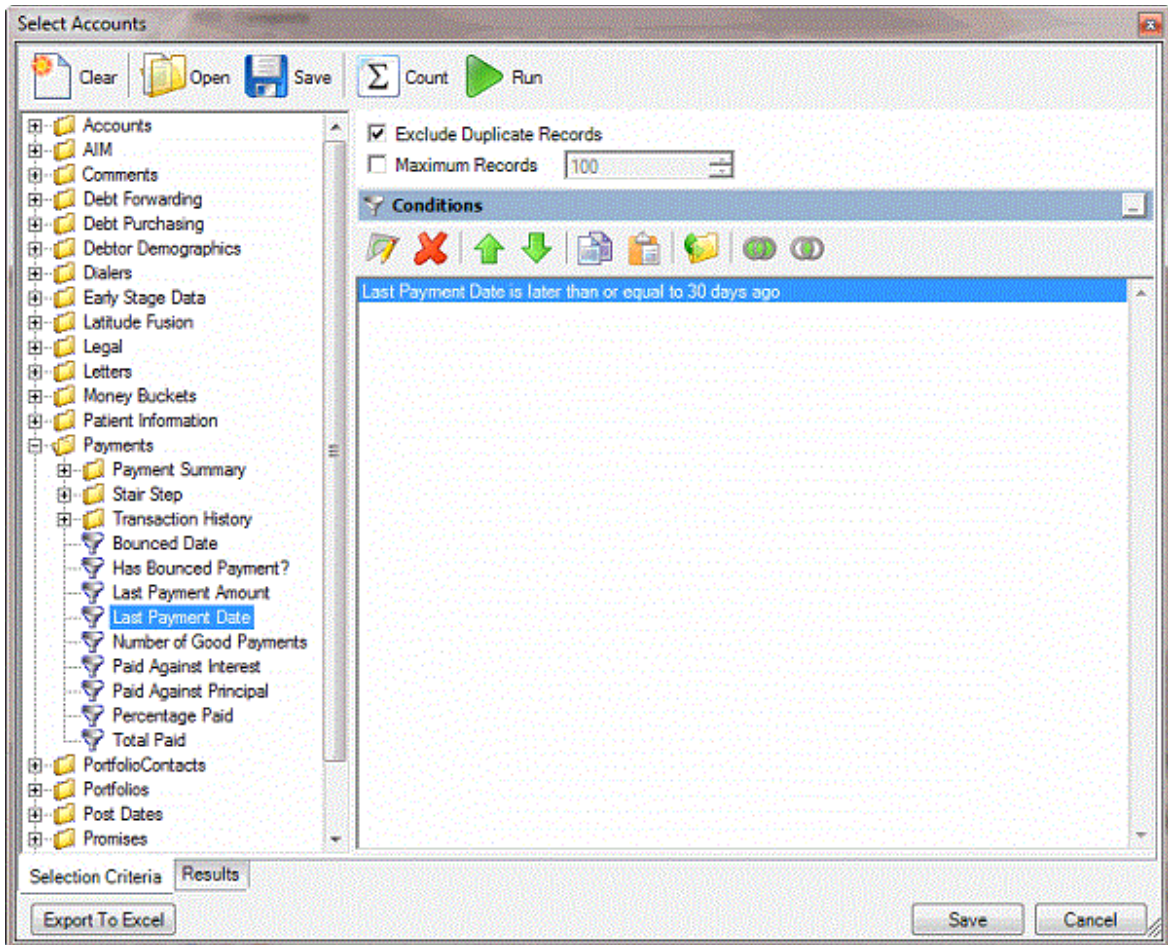 Select Accounts
Clear Open Save Count Run
Accounts
AIM
Comments
Debt Forwarding
Debt Purchasing
Debtor Demographics
Dialers
Early Stage Data
Latitude Fusion
Legal
Letters
Money Buckets
Patient Information
Payments
Payment Summary
Stair Step
Transaction History
Bounced Date
Has Bounced Payment?
Last Payment Amount
Last Payment Date
Number of Good Payments
Paid Against Interest
Paid Against Principal
Percentage Paid
Total Paid
PortfolioContacts
Portfolios
Post Dates
Promises
Exclude Duplicate Records
Maximum Records 100
Conditions
Last Payment Date is later than or equal to 30 days ago
Selection Criteria Results
Export To Excel Save Cancel